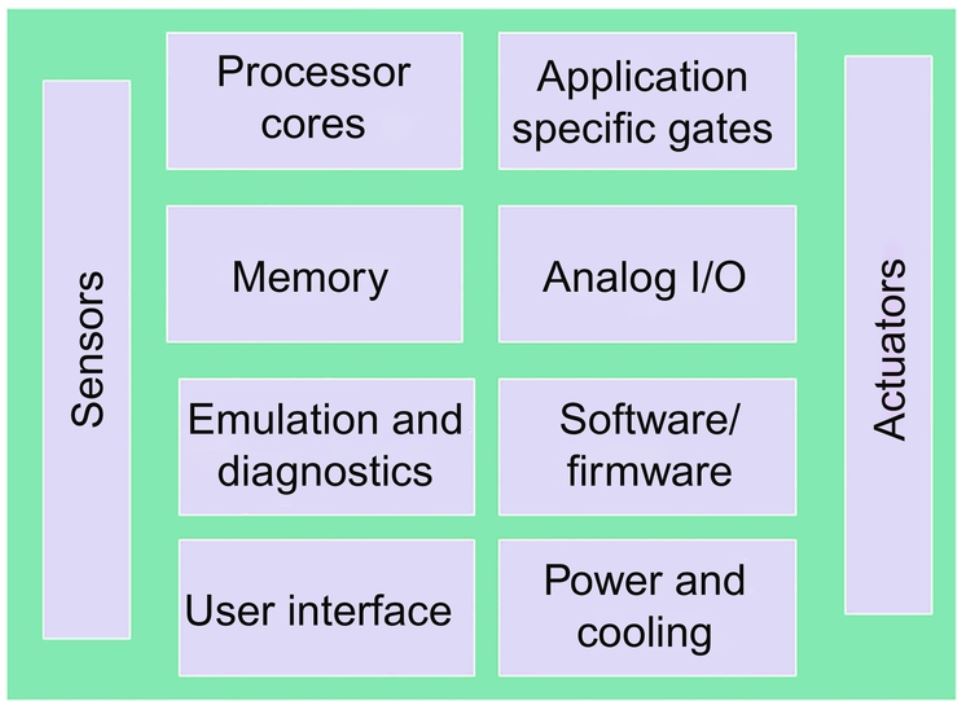 Processor
cores
Application
specific gates
Sensors
Memory
Analog I/O
Actuators
Emulation and
diagnostics
Software/
firmware
User interface
Power and
cooling